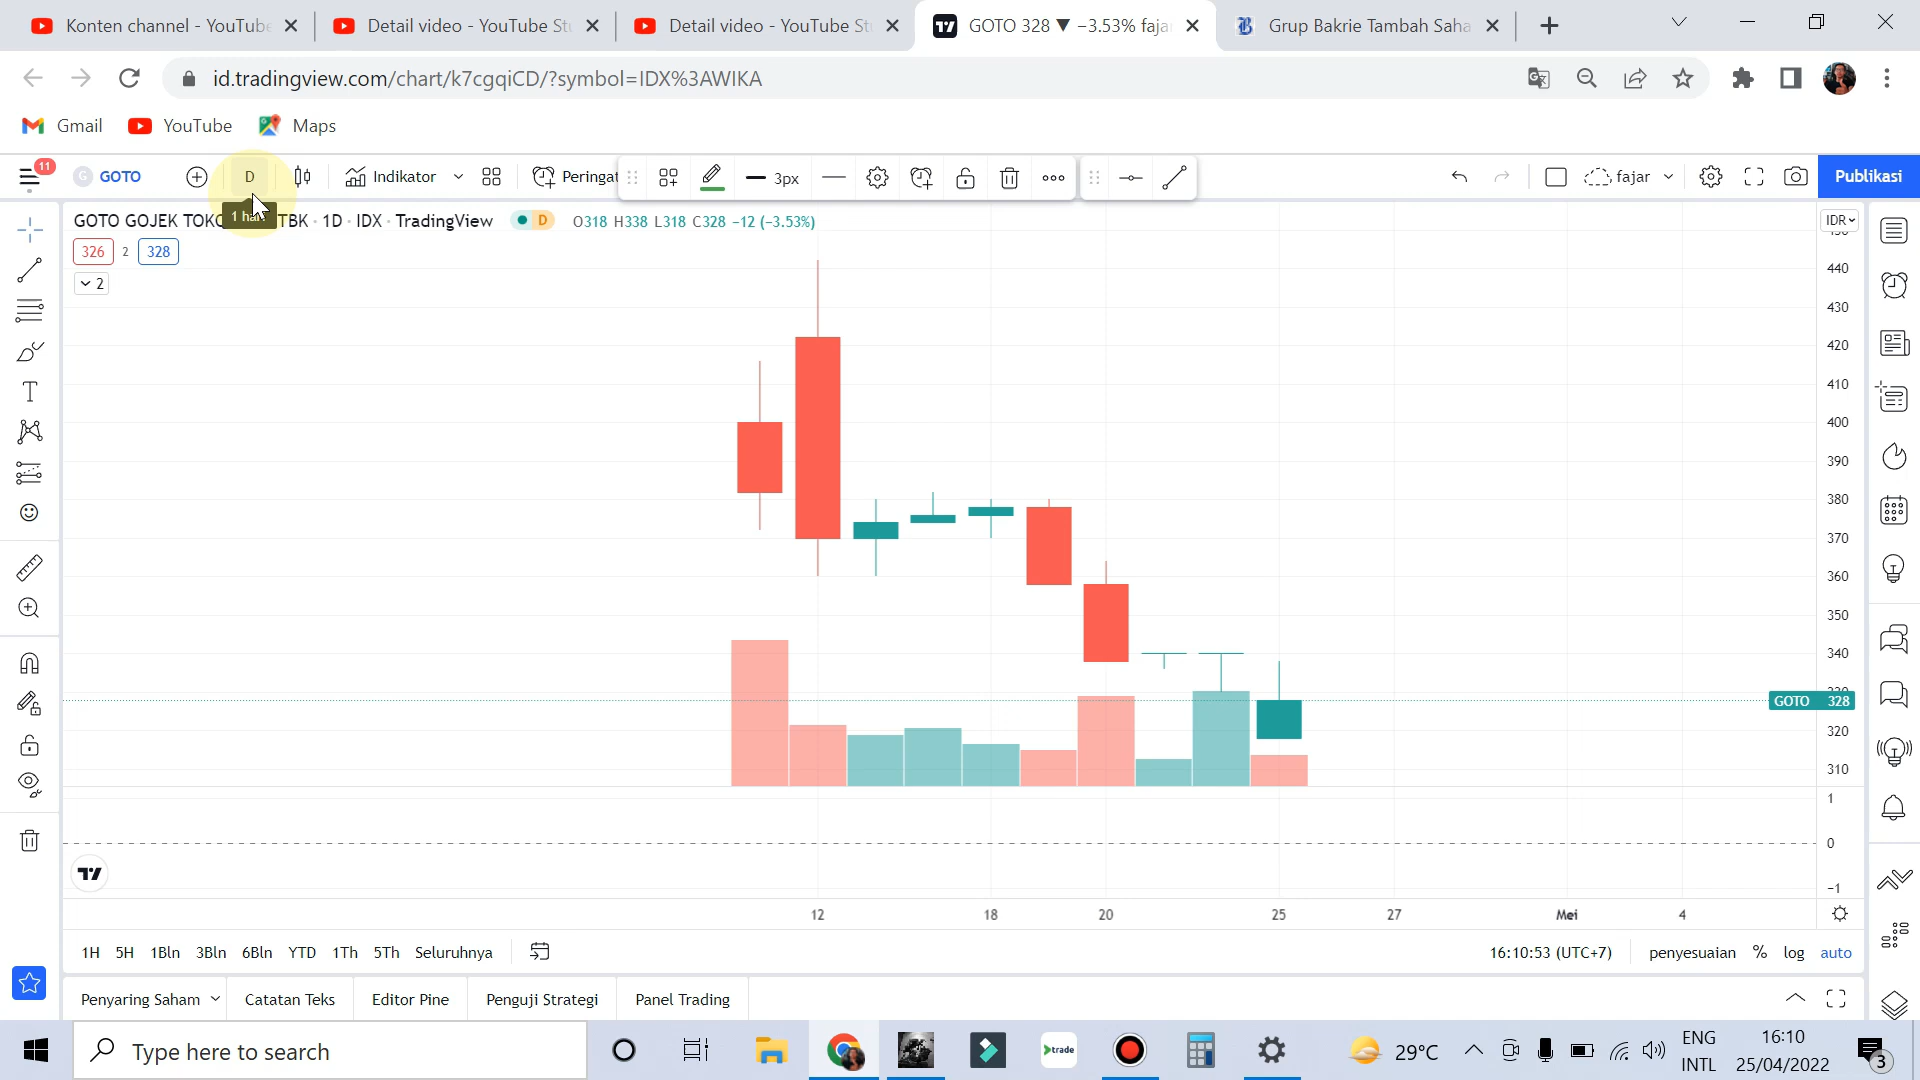 Konten channel - YouTube
Detail video - YouTube St
Detail video - YouTube St
GOTO 328 ▼ −3.53% fajar
Grup Bakrie Tambah Saha
id.tradingview.com/chart/k7cgqiCD/?symbol=IDX%3AWIKA
Gmail
YouTube
Maps
11
G GOTO
D
Indikator
Peringat
3px
fajar
Publikasi
GOTO GOJEK TOKO TBK · 1D · IDX · TradingView
D
O318 H338 L318 C328 −12 (−3.53%)
IDR
1 hari
326
2
328
2
440
430
420
410
400
390
380
370
360
350
340
GOTO 328
320
310
1
0
−1
12
18
20
25
27
Mei
4
1H 5H 1Bln 3Bln 6Bln YTD 1Th 5Th Seluruhnya
16:10:53 (UTC+7)
penyesuaian % log auto
Penyaring Saham
Catatan Teks
Editor Pine
Penguji Strategi
Panel Trading
Type here to search
trade
29°C
ENG
INTL
16:10
25/04/2022
3